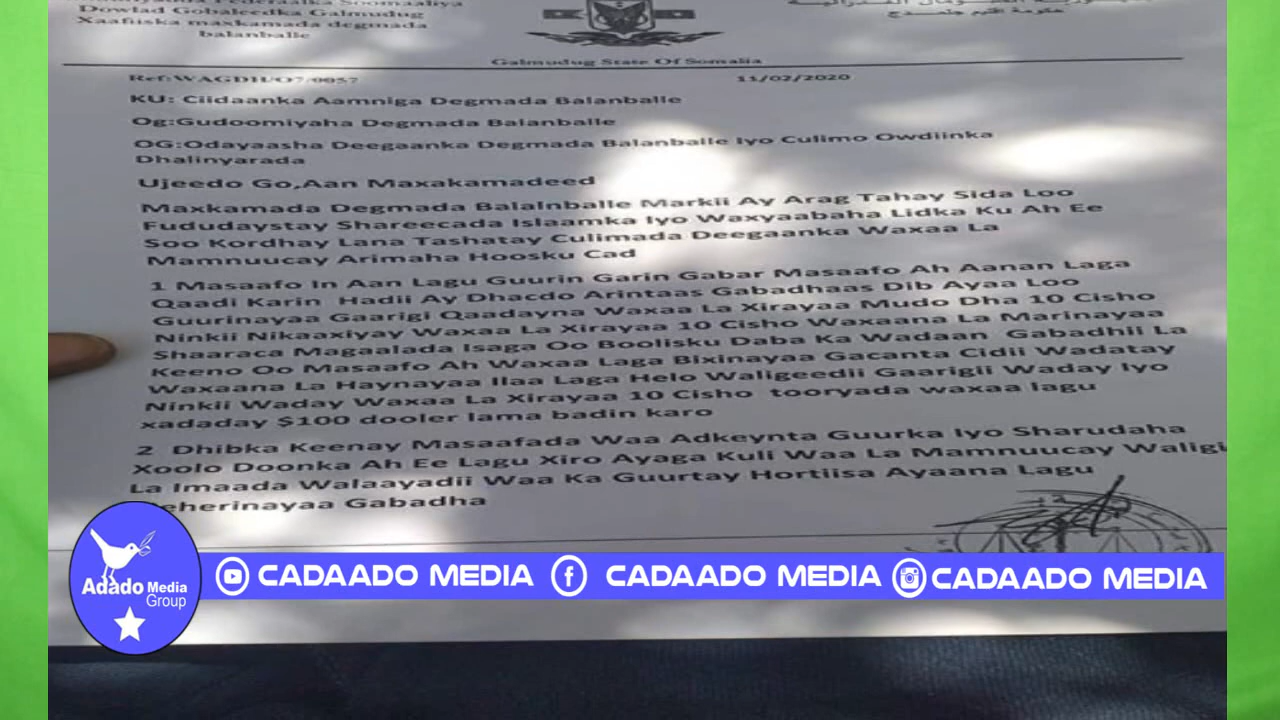 Federaalka Soomaaliya
Dowlad Gobaleedka Galmudug
Xaafiiska maxkamada degmada
balanballe
Galmudug State Of Somalia
Ref:WAGDH/O7/0057
11/02/2020
KU: Ciidaanka Aamniga Degmada Balanballe
Og:Gudoomiyaha Degmada Balanballe
OG:Odayaasha Deegaanka Degmada Balanballe Iyo Culimo Owdiinka
Dhalinyarada
Ujeedo Go,Aan Maxakamadeed
Maxkamada Degmada Balalnballe Markii Ay Arag Tahay Sida Loo
Fududaystay Shareecada Islaamka Iyo Waxyaabaha Lidka Ku Ah Ee
Soo Kordhay Lana Tashatay Culimada Deegaanka Waxaa La
Mamnuucay Arimaha Hoosku Cad
1 Masaafo In Aan Lagu Guurin Garin Gabar Masaafo Ah Aanan Laga
Qaadi Karin Hadii Ay Dhacdo Arintaas Gabadhaas Dib Ayaa Loo
Guurinayaa Gaarigi Qaadayna Waxaa La Xirayaa Mudo Dha 10 Cisho
Ninkii Nikaaxiyay Waxaa La Xirayaa 10 Cisho Waxaana La Marinayaa
Shaaraca Magaalada Isaga Oo Boolisku Daba Ka Wadaan Gabadhii La
Keeno Oo Masaafo Ah Waxaa Laga Bixinayaa Gacanta Cidii Wadatay
Waxaana La Haynayaa Ilaa Laga Helo Waligeedii Gaarigii Waday Iyo
Ninkii Waday Waxaa La Xirayaa 10 Cisho tooryada waxaa lagu
xadaday $100 dooler lama badin karo
2 Dhibka Keenay Masaafada Waa Adkeynta Guurka Iyo Sharudaha
Xoolo Doonka Ah Ee Lagu Xiro Ayaga Kuli Waa La Mamnuucay Waligi
La Imaada Walaayadii Waa Ka Guurtay Hortiisa Ayaana Lagu
eherinayaa Gabadha
Adado Media
Group
CADAADO MEDIA CADAADO MEDIA CADAADO MEDIA